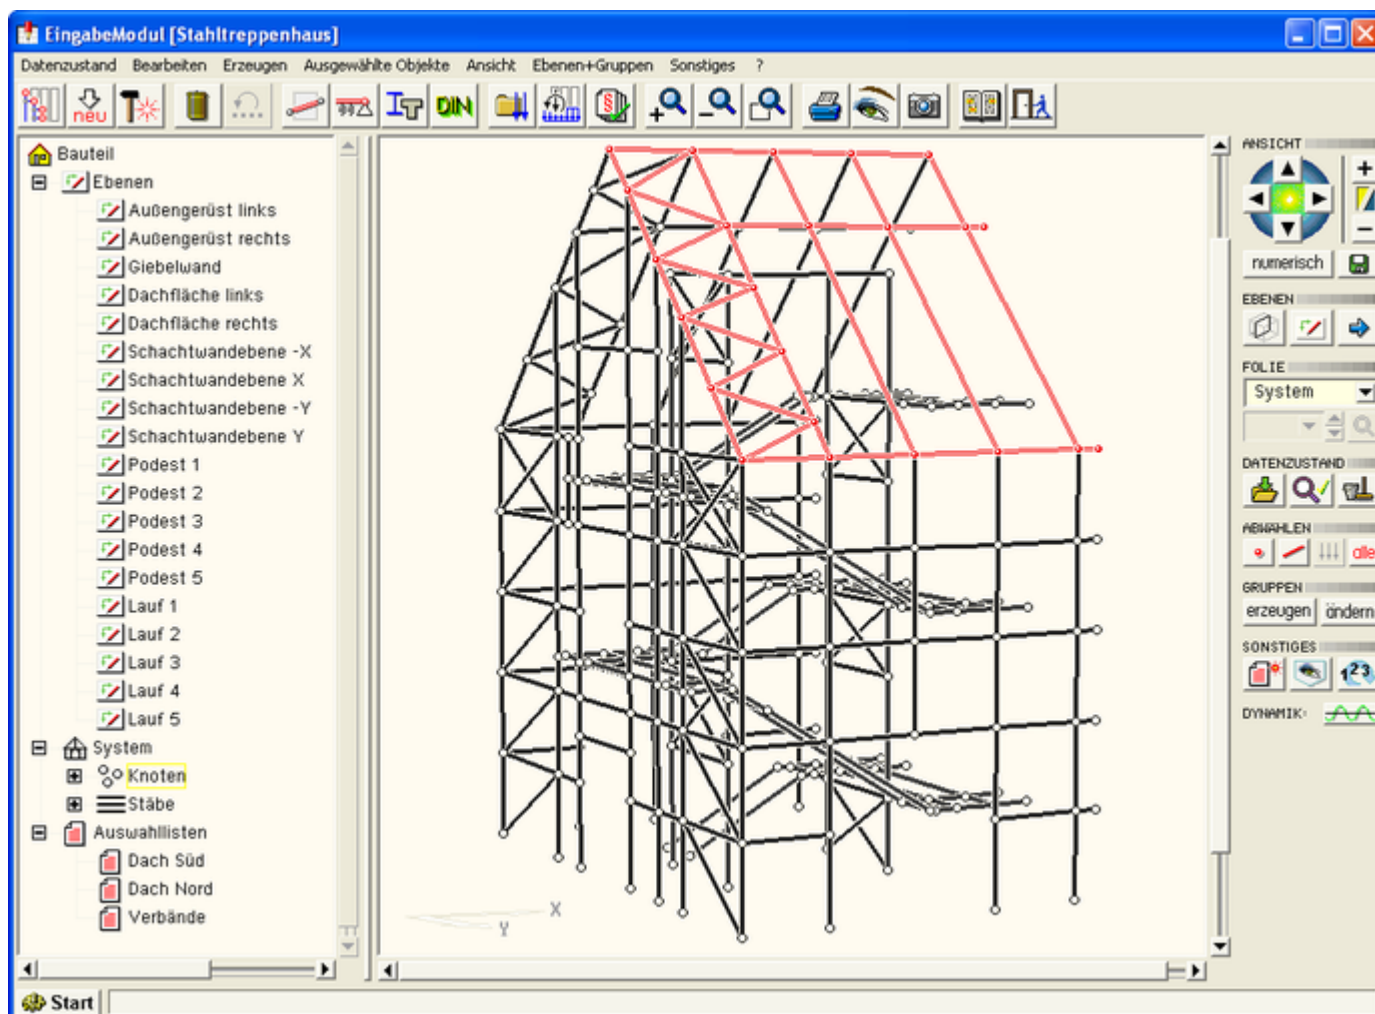 EingabeModul [Stahltreppenhaus]
Datenzustand Bearbeiten Erzeugen Ausgewählte Objekte Ansicht Ebenen+Gruppen Sonstiges ?
neu DIN
Bauteil
Ebenen
Außengerüst links
Außengerüst rechts
Giebelwand
Dachfläche links
Dachfläche rechts
Schachtwandebene -X
Schachtwandebene X
Schachtwandebene -Y
Schachtwandebene Y
Podest 1
Podest 2
Podest 3
Podest 4
Podest 5
Lauf 1
Lauf 2
Lauf 3
Lauf 4
Lauf 5
System
Knoten
Stäbe
Auswahllisten
Dach Süd
Dach Nord
Verbände
X
Y
ANSICHT
numerisch
EBENEN
FOLIE
System
DATENZUSTAND
ABWÄHLEN
alle
GRUPPEN
erzeugen ändern
SONSTIGES
123
DYNAMIK:
Start